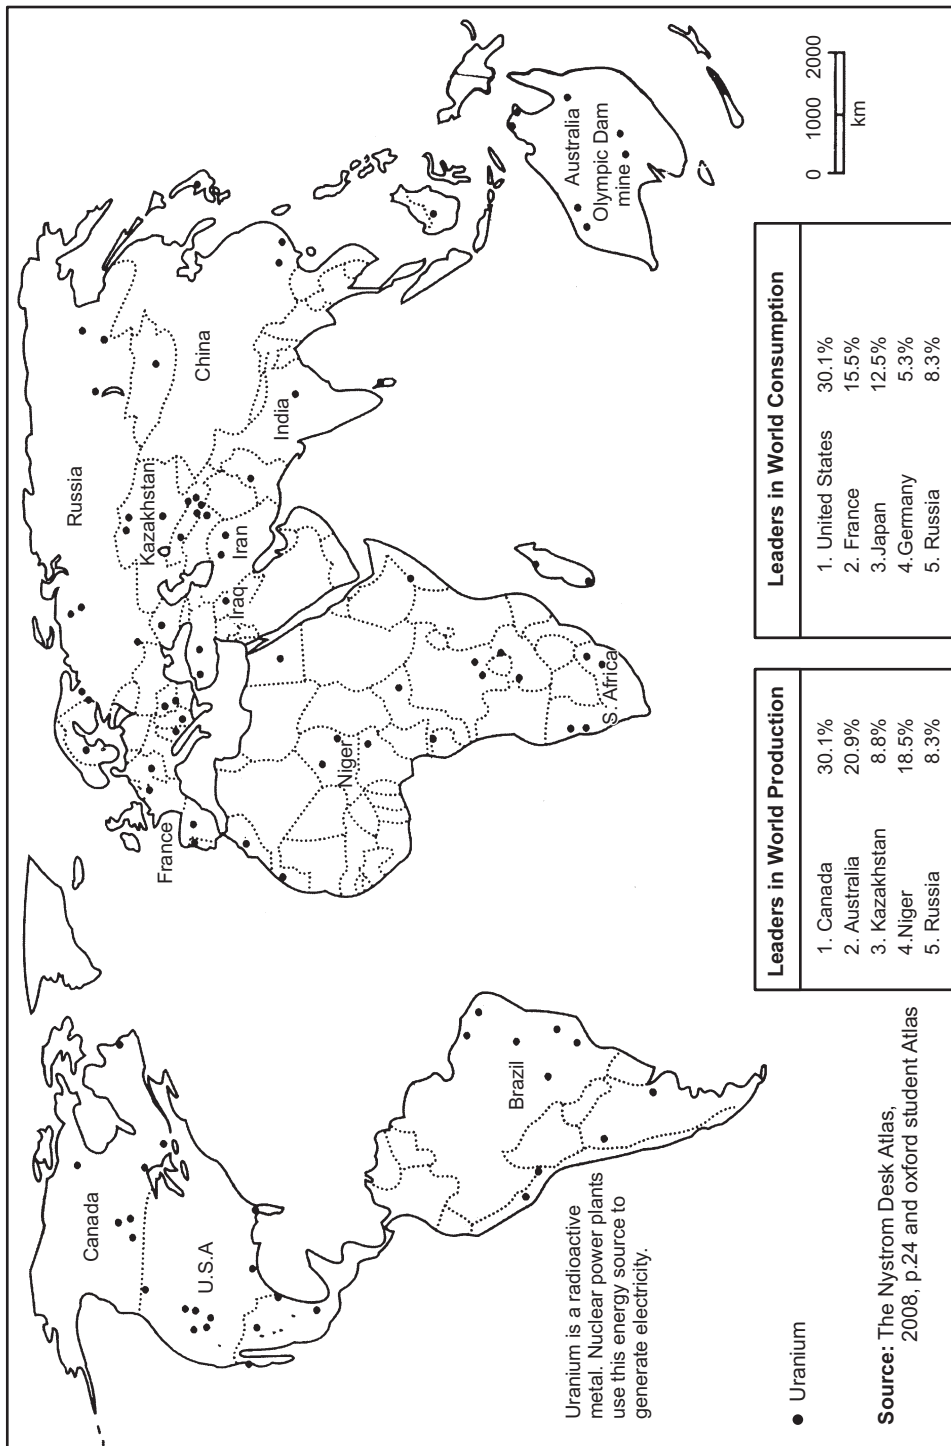 Canada
U.S.A
Brazil
France
Niger
S. Africa
Russia
Kazakhstan
Iraq
Iran
China
India
Australia
Olympic Dam
mine
Uranium is a radioactive
metal. Nuclear power plants
use this energy source to
generate electricity.
Uranium
Source: The Nystrom Desk Atlas,
2008, p.24 and oxford student Atlas
Leaders in World Production
1. Canada 30.1%
2. Australia 20.9%
3. Kazakhstan 8.8%
4.Niger 18.5%
5. Russia 8.3%
Leaders in World Consumption
1. United States 30.1%
2. France 15.5%
3.Japan 12.5%
4.Germany 5.3%
5. Russia 8.3%
0 1000 2000
km